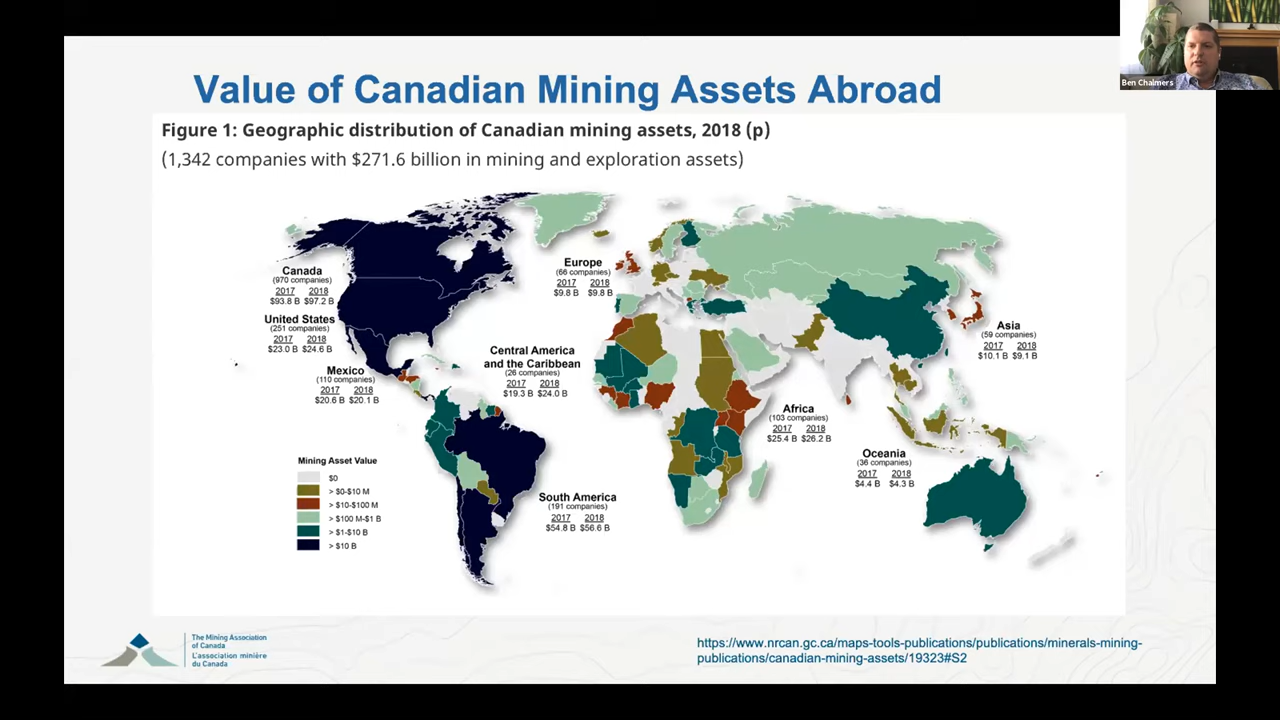 Ben Chalmers
Value of Canadian Mining Assets Abroad
Figure 1: Geographic distribution of Canadian mining assets, 2018 (p)
(1,342 companies with $271.6 billion in mining and exploration assets)
Canada
(970 companies)
2017 2018
$93.8 B $97.2 B
United States
(251 companies)
2017 2018
$23.0 B $24.6 B
Mexico
(110 companies)
2017 2018
$20.6 B $20.1 B
Europe
(66 companies)
2017 2018
$9.8 B $9.8 B
Central America
and the Caribbean
(26 companies)
2017 2018
$19.3 B $24.0 B
Asia
(59 companies)
2017 2018
$10.1 B $9.1 B
Africa
(103 companies)
2017 2018
$25.4 B $26.2 B
Oceania
(36 companies)
2017 2018
$4.4 B $4.3 B
South America
(191 companies)
2017 2018
$54.8 B $56.6 B
Mining Asset Value
$0
> $0-$10 M
> $10-$100 M
> $100 M-$1 B
> $1-$10 B
> $10 B
The Mining Association
of Canada
L'association minière
du Canada
https://www.nrcan.gc.ca/maps-tools-publications/publications/minerals-mining-
publications/canadian-mining-assets/19323#S2